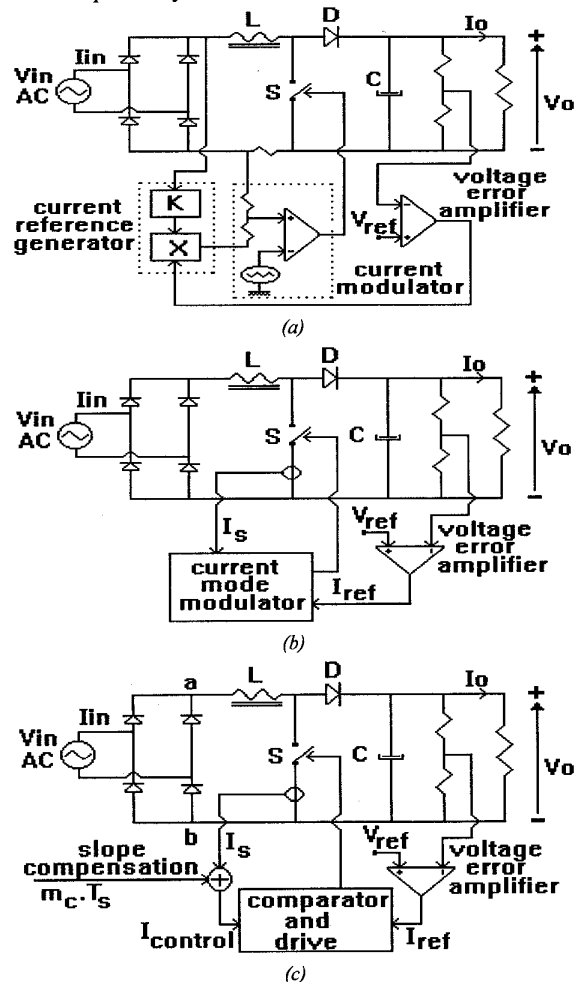 L D Io +
Iin
Vin
AC
S C Vo
K
X
current
reference
generator
+
-
Vref
-
+
voltage
error
amplifier
current
modulator
-
(a)
L D Io +
Iin
Vin
AC
S C Vo
Is
Vref
+ -
voltage
error
amplifier
current
mode
modulator
Iref
-
(b)
a L D Io +
Iin
Vin
AC
S C Vo
b Is
Vref
+ -
voltage
error
amplifier
slope
compensation
mc.Ts
+
Icontrol
comparator
and
drive
Iref
-
(c)